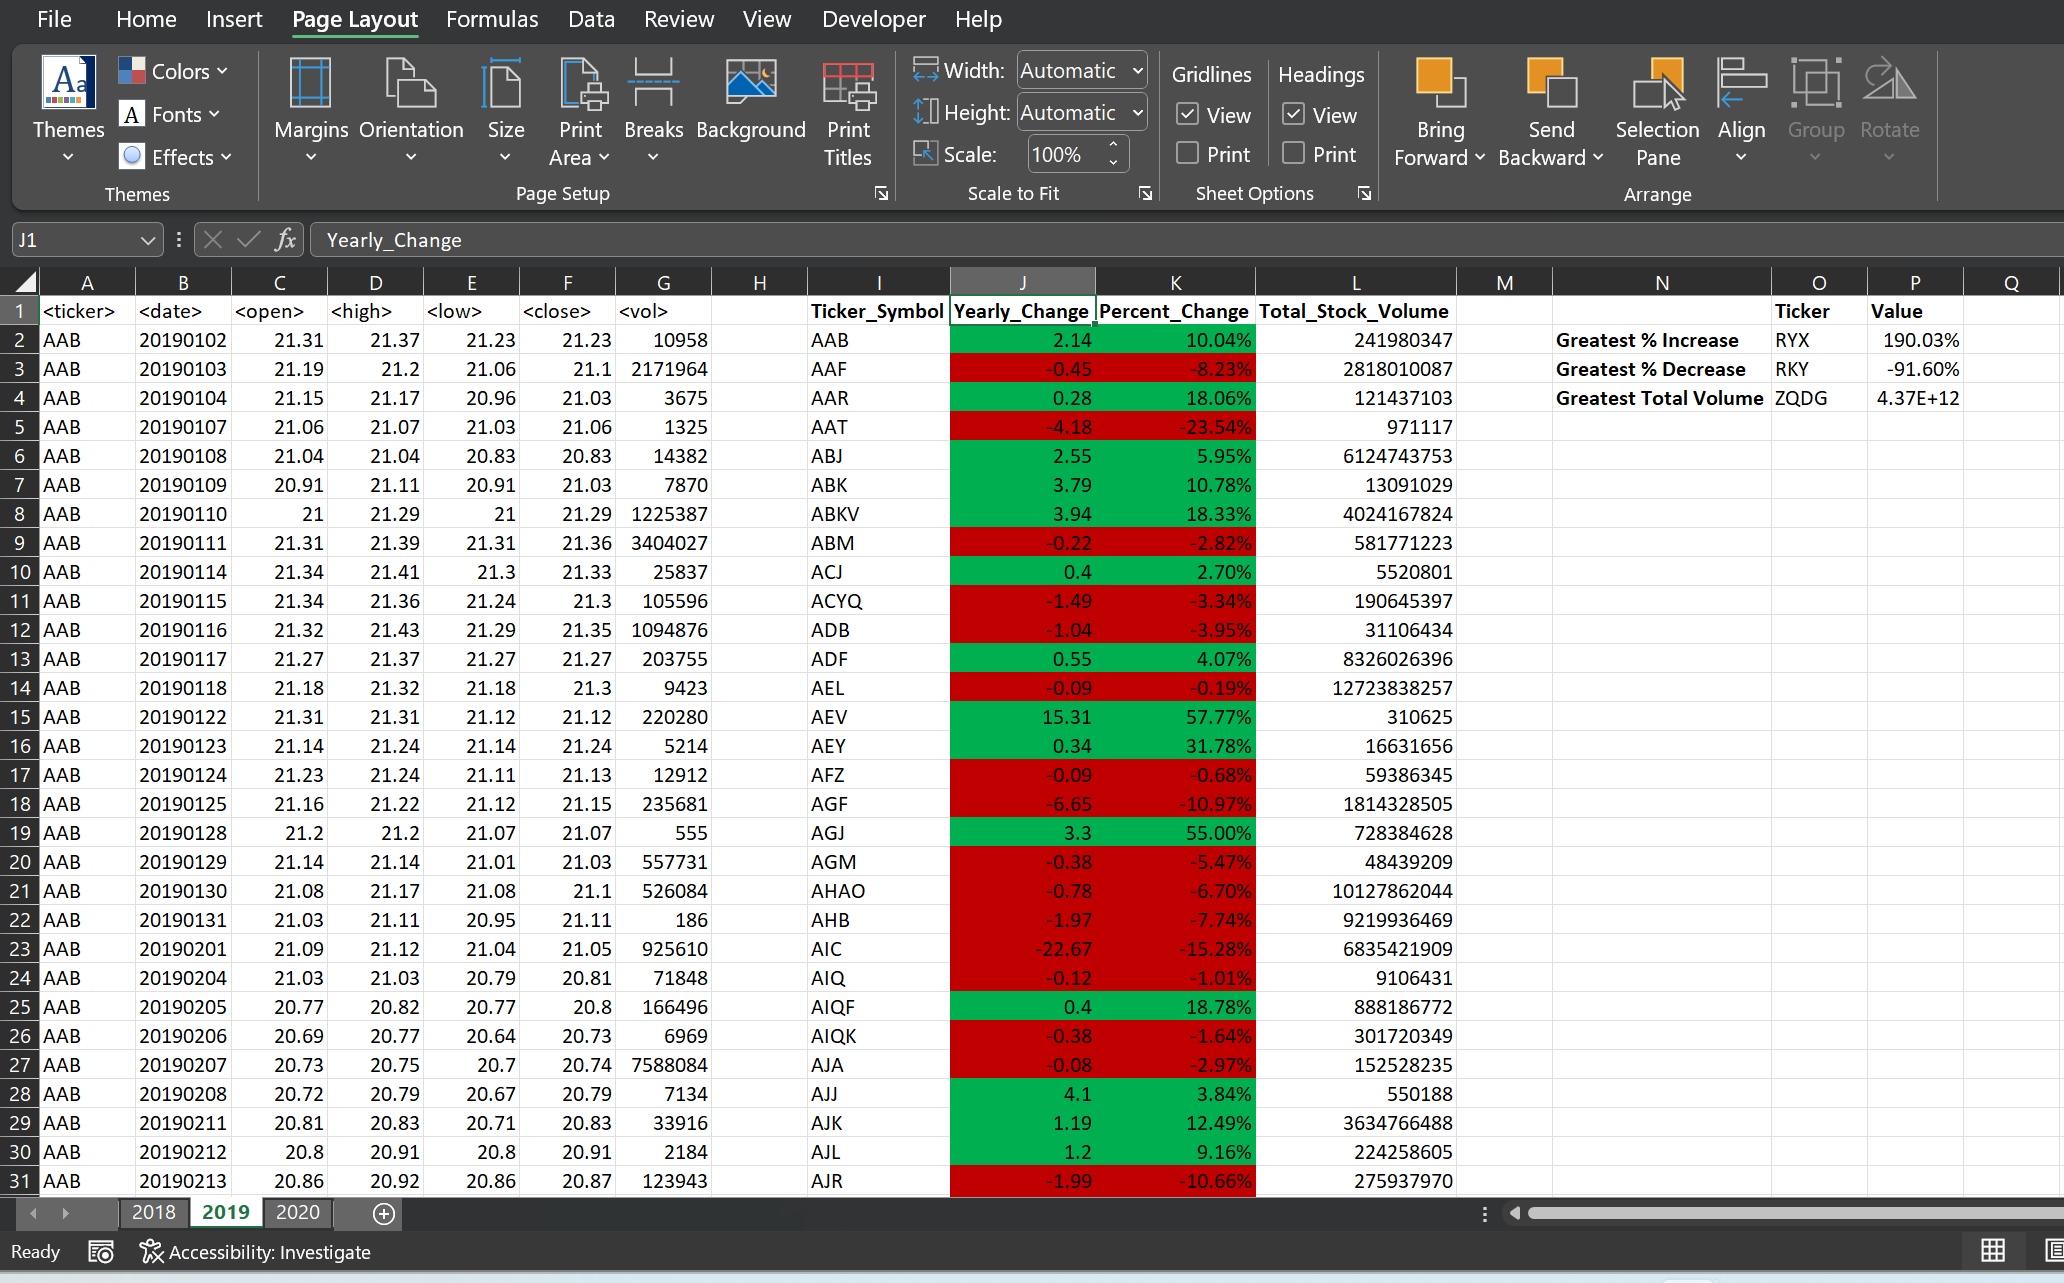 File Home Insert Page Layout Formulas Data Review View Developer Help
Aa Colors
A Fonts
Effects
Themes
Themes
Margins Orientation Size Print Area Breaks Background Print Titles
Page Setup
Width: Automatic
Height: Automatic
Scale: 100%
Scale to Fit
Gridlines Headings
View View
Print Print
Sheet Options
Bring Forward Send Backward Selection Pane Align Group Rotate
Arrange
J1 fx Yearly_Change
A B C D E F G H I J K L M N O P Q
1 <ticker> <date> <open> <high> <low> <close> <vol> Ticker_Symbol Yearly_Change Percent_Change Total_Stock_Volume Ticker Value
2 AAB 20190102 21.31 21.37 21.23 21.23 10958 AAB 2.14 10.04% 241980347 Greatest % Increase RYX 190.03%
3 AAB 20190103 21.19 21.2 21.06 21.1 2171964 AAF -0.45 -8.23% 2818010087 Greatest % Decrease RKY -91.60%
4 AAB 20190104 21.15 21.17 20.96 21.03 3675 AAR 0.28 18.06% 121437103 Greatest Total Volume ZQDG 4.37E+12
5 AAB 20190107 21.06 21.07 21.03 21.06 1325 AAT -4.18 -23.54% 971117
6 AAB 20190108 21.04 21.04 20.83 20.83 14382 ABJ 2.55 5.95% 6124743753
7 AAB 20190109 20.91 21.11 20.91 21.03 7870 ABK 3.79 10.78% 13091029
8 AAB 20190110 21 21.29 21 21.29 1225387 ABKV 3.94 18.33% 4024167824
9 AAB 20190111 21.31 21.39 21.31 21.36 3404027 ABM -0.22 -2.82% 581771223
10 AAB 20190114 21.34 21.41 21.3 21.33 25837 ACJ 0.4 2.70% 5520801
11 AAB 20190115 21.34 21.36 21.24 21.3 105596 ACYQ -1.49 -3.34% 190645397
12 AAB 20190116 21.32 21.43 21.29 21.35 1094876 ADB -1.04 -3.95% 31106434
13 AAB 20190117 21.27 21.37 21.27 21.27 203755 ADF 0.55 4.07% 8326026396
14 AAB 20190118 21.18 21.32 21.18 21.3 9423 AEL -0.09 -0.19% 12723838257
15 AAB 20190122 21.31 21.31 21.12 21.12 220280 AEV 15.31 57.77% 310625
16 AAB 20190123 21.14 21.24 21.14 21.24 5214 AEY 0.34 31.78% 16631656
17 AAB 20190124 21.23 21.24 21.11 21.13 12912 AFZ -0.09 -0.68% 59386345
18 AAB 20190125 21.16 21.22 21.12 21.15 235681 AGF -6.65 -10.97% 1814328505
19 AAB 20190128 21.2 21.2 21.07 21.07 555 AGJ 3.3 55.00% 728384628
20 AAB 20190129 21.14 21.14 21.01 21.03 557731 AGM -0.38 -5.47% 48439209
21 AAB 20190130 21.08 21.17 21.08 21.1 526084 AHAO -0.78 -6.70% 10127862044
22 AAB 20190131 21.03 21.11 20.95 21.11 186 AHB -1.97 -7.74% 9219936469
23 AAB 20190201 21.09 21.12 21.04 21.05 925610 AIC -22.67 -15.28% 6835421909
24 AAB 20190204 21.03 21.03 20.79 20.81 71848 AIQ -0.12 -1.01% 9106431
25 AAB 20190205 20.77 20.82 20.77 20.8 166496 AIQF 0.4 18.78% 888186772
26 AAB 20190206 20.69 20.77 20.64 20.73 6969 AIQK -0.38 -1.64% 301720349
27 AAB 20190207 20.73 20.75 20.7 20.74 7588084 AJA -0.08 -2.97% 152528235
28 AAB 20190208 20.72 20.79 20.67 20.79 7134 AJJ 4.1 3.84% 550188
29 AAB 20190211 20.81 20.83 20.71 20.83 33916 AJK 1.19 12.49% 3634766488
30 AAB 20190212 20.8 20.91 20.8 20.91 2184 AJL 1.2 9.16% 224258605
31 AAB 20190213 20.86 20.92 20.86 20.87 123943 AJR -1.99 -10.66% 275937970
2018 2019 2020
Ready Accessibility: Investigate